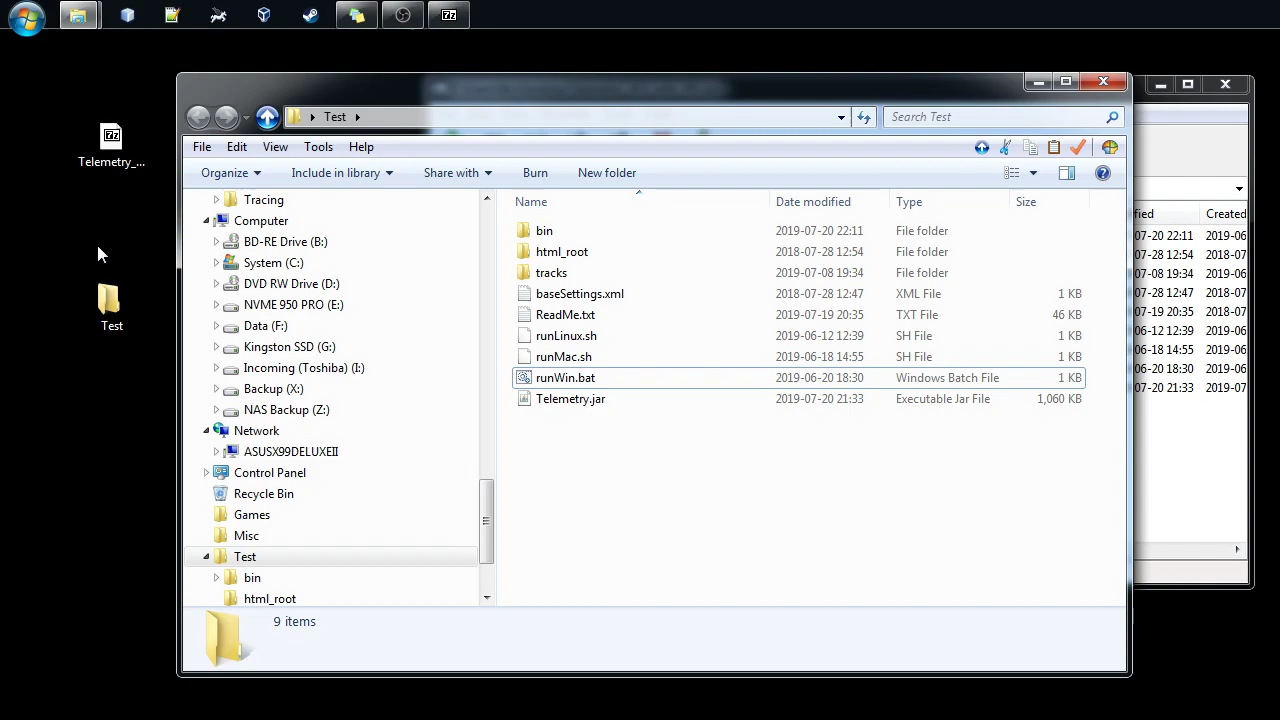 7z
Telemetry_...
Test
Test
Search Test
File Edit View Tools Help
Organize Include in library Share with Burn New folder
Tracing
Computer
BD-RE Drive (B:)
System (C:)
DVD RW Drive (D:)
NVME 950 PRO (E:)
Data (F:)
Kingston SSD (G:)
Incoming (Toshiba) (I:)
Backup (X:)
NAS Backup (Z:)
Network
ASUSX99DELUXEII
Control Panel
Recycle Bin
Games
Misc
Test
bin
html_root
Name Date modified Type Size
bin 2019-07-20 22:11 File folder
html_root 2018-07-28 12:54 File folder
tracks 2019-07-08 19:34 File folder
baseSettings.xml 2018-07-28 12:47 XML File 1 KB
ReadMe.txt 2019-07-19 20:35 TXT File 46 KB
runLinux.sh 2019-06-12 12:39 SH File 1 KB
runMac.sh 2019-06-18 14:55 SH File 1 KB
runWin.bat 2019-06-20 18:30 Windows Batch File 1 KB
Telemetry.jar 2019-07-20 21:33 Executable Jar File 1,060 KB
9 items
ified Created
07-20 22:11 2019-06
07-28 12:54 2018-07
07-08 19:34 2019-06
07-28 12:47 2018-07
07-19 20:35 2019-06
06-12 12:39 2019-06
06-18 14:55 2019-06
06-20 18:30 2019-06
07-20 21:33 2019-06